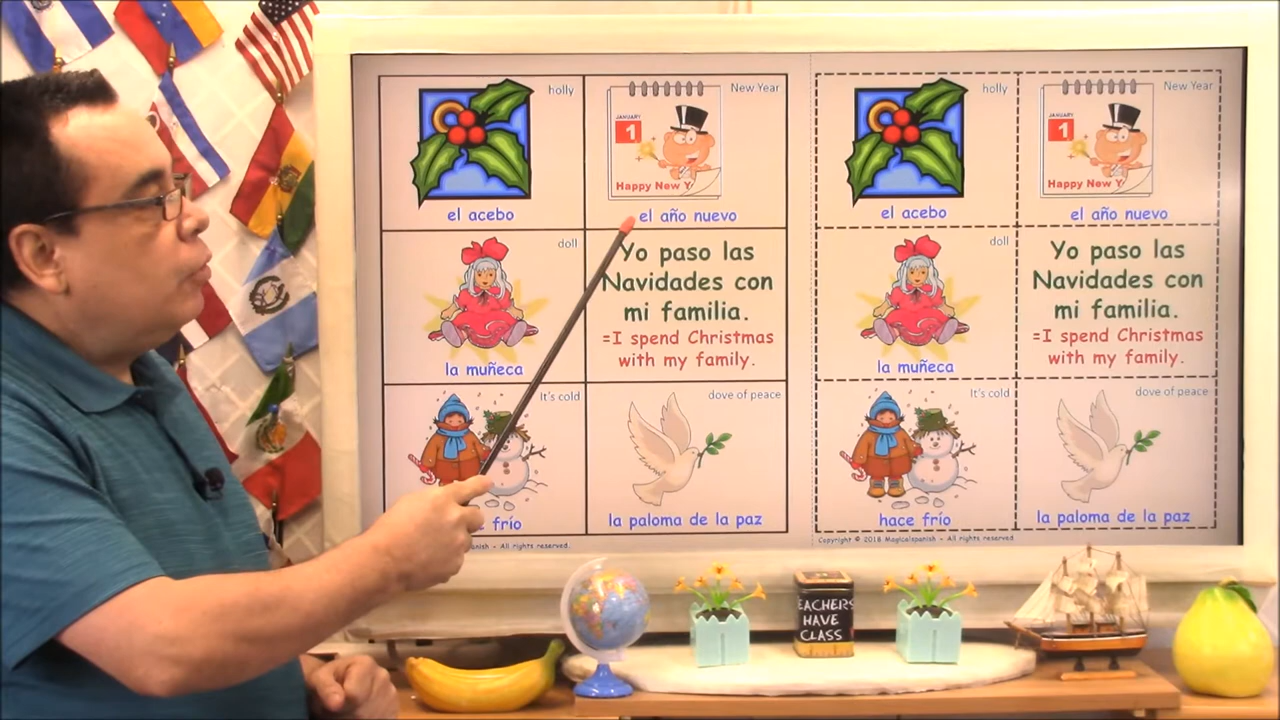 holly
JANUARY
1
Happy New Y
New Year
el acebo
el año nuevo
doll
la muñeca
Yo paso las
Navidades con
mi familia.
=I spend Christmas
with my family.
It's cold
dove of peace
frío
la paloma de la paz
anish - All rights reserved.
holly
JANUARY
1
Happy New Y
New Year
el acebo
el año nuevo
doll
la muñeca
Yo paso las
Navidades con
mi familia.
=I spend Christmas
with my family.
It's cold
dove of peace
hace frío
la paloma de la paz
Copyright © 2018 Magicalspanish - All rights reserved.
EACHERS
HAVE
CLASS